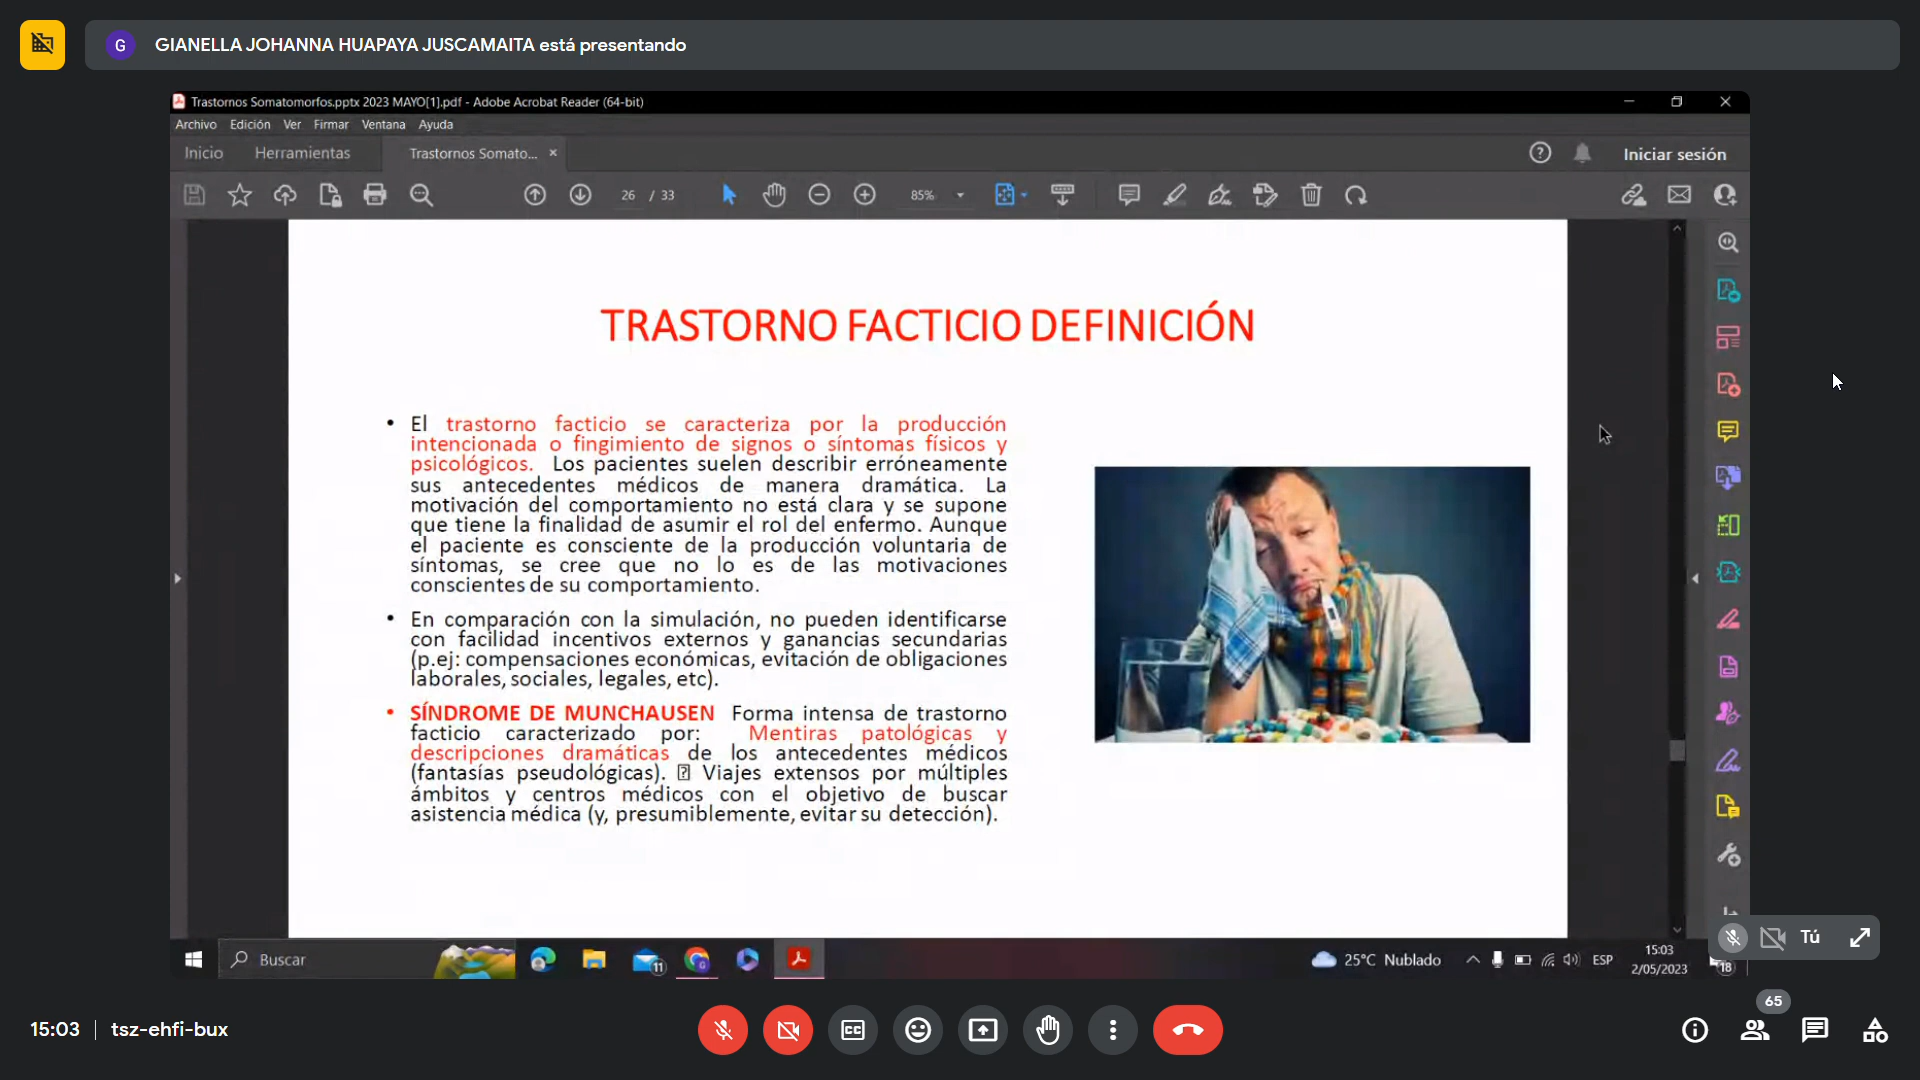 G GIANELLA JOHANNA HUAPAYA JUSCAMAITA está presentando
Trastornos Somatomorfos.pptx 2023 MAYO[1].pdf - Adobe Acrobat Reader (64-bit)
Archivo Edición Ver Firmar Ventana Ayuda
Inicio Herramientas Trastornos Somato... × Iniciar sesión
26 / 33 85%
TRASTORNO FACTICIO DEFINICIÓN
• El trastorno facticio se caracteriza por la producción
intencionada o fingimiento de signos o síntomas físicos y
psicológicos. Los pacientes suelen describir erróneamente
sus antecedentes médicos de manera dramática. La
motivación del comportamiento no está clara y se supone
que tiene la finalidad de asumir el rol del enfermo. Aunque
el paciente es consciente de la producción voluntaria de
síntomas, se cree que no lo es de las motivaciones
conscientes de su comportamiento.
• En comparación con la simulación, no pueden identificarse
con facilidad incentivos externos y ganancias secundarias
(p.ej: compensaciones económicas, evitación de obligaciones
laborales, sociales, legales, etc).
• SÍNDROME DE MUNCHAUSEN Forma intensa de trastorno
facticio caracterizado por: Mentiras patológicas y
descripciones dramáticas de los antecedentes médicos
(fantasías pseudológicas). Viajes extensos por múltiples
ámbitos y centros médicos con el objetivo de buscar
asistencia médica (y, presumiblemente, evitar su detección).
Tú
Buscar 11 25°C Nublado ESP 15:03
2/05/2023 18
65
15:03 | tsz-ehfi-bux